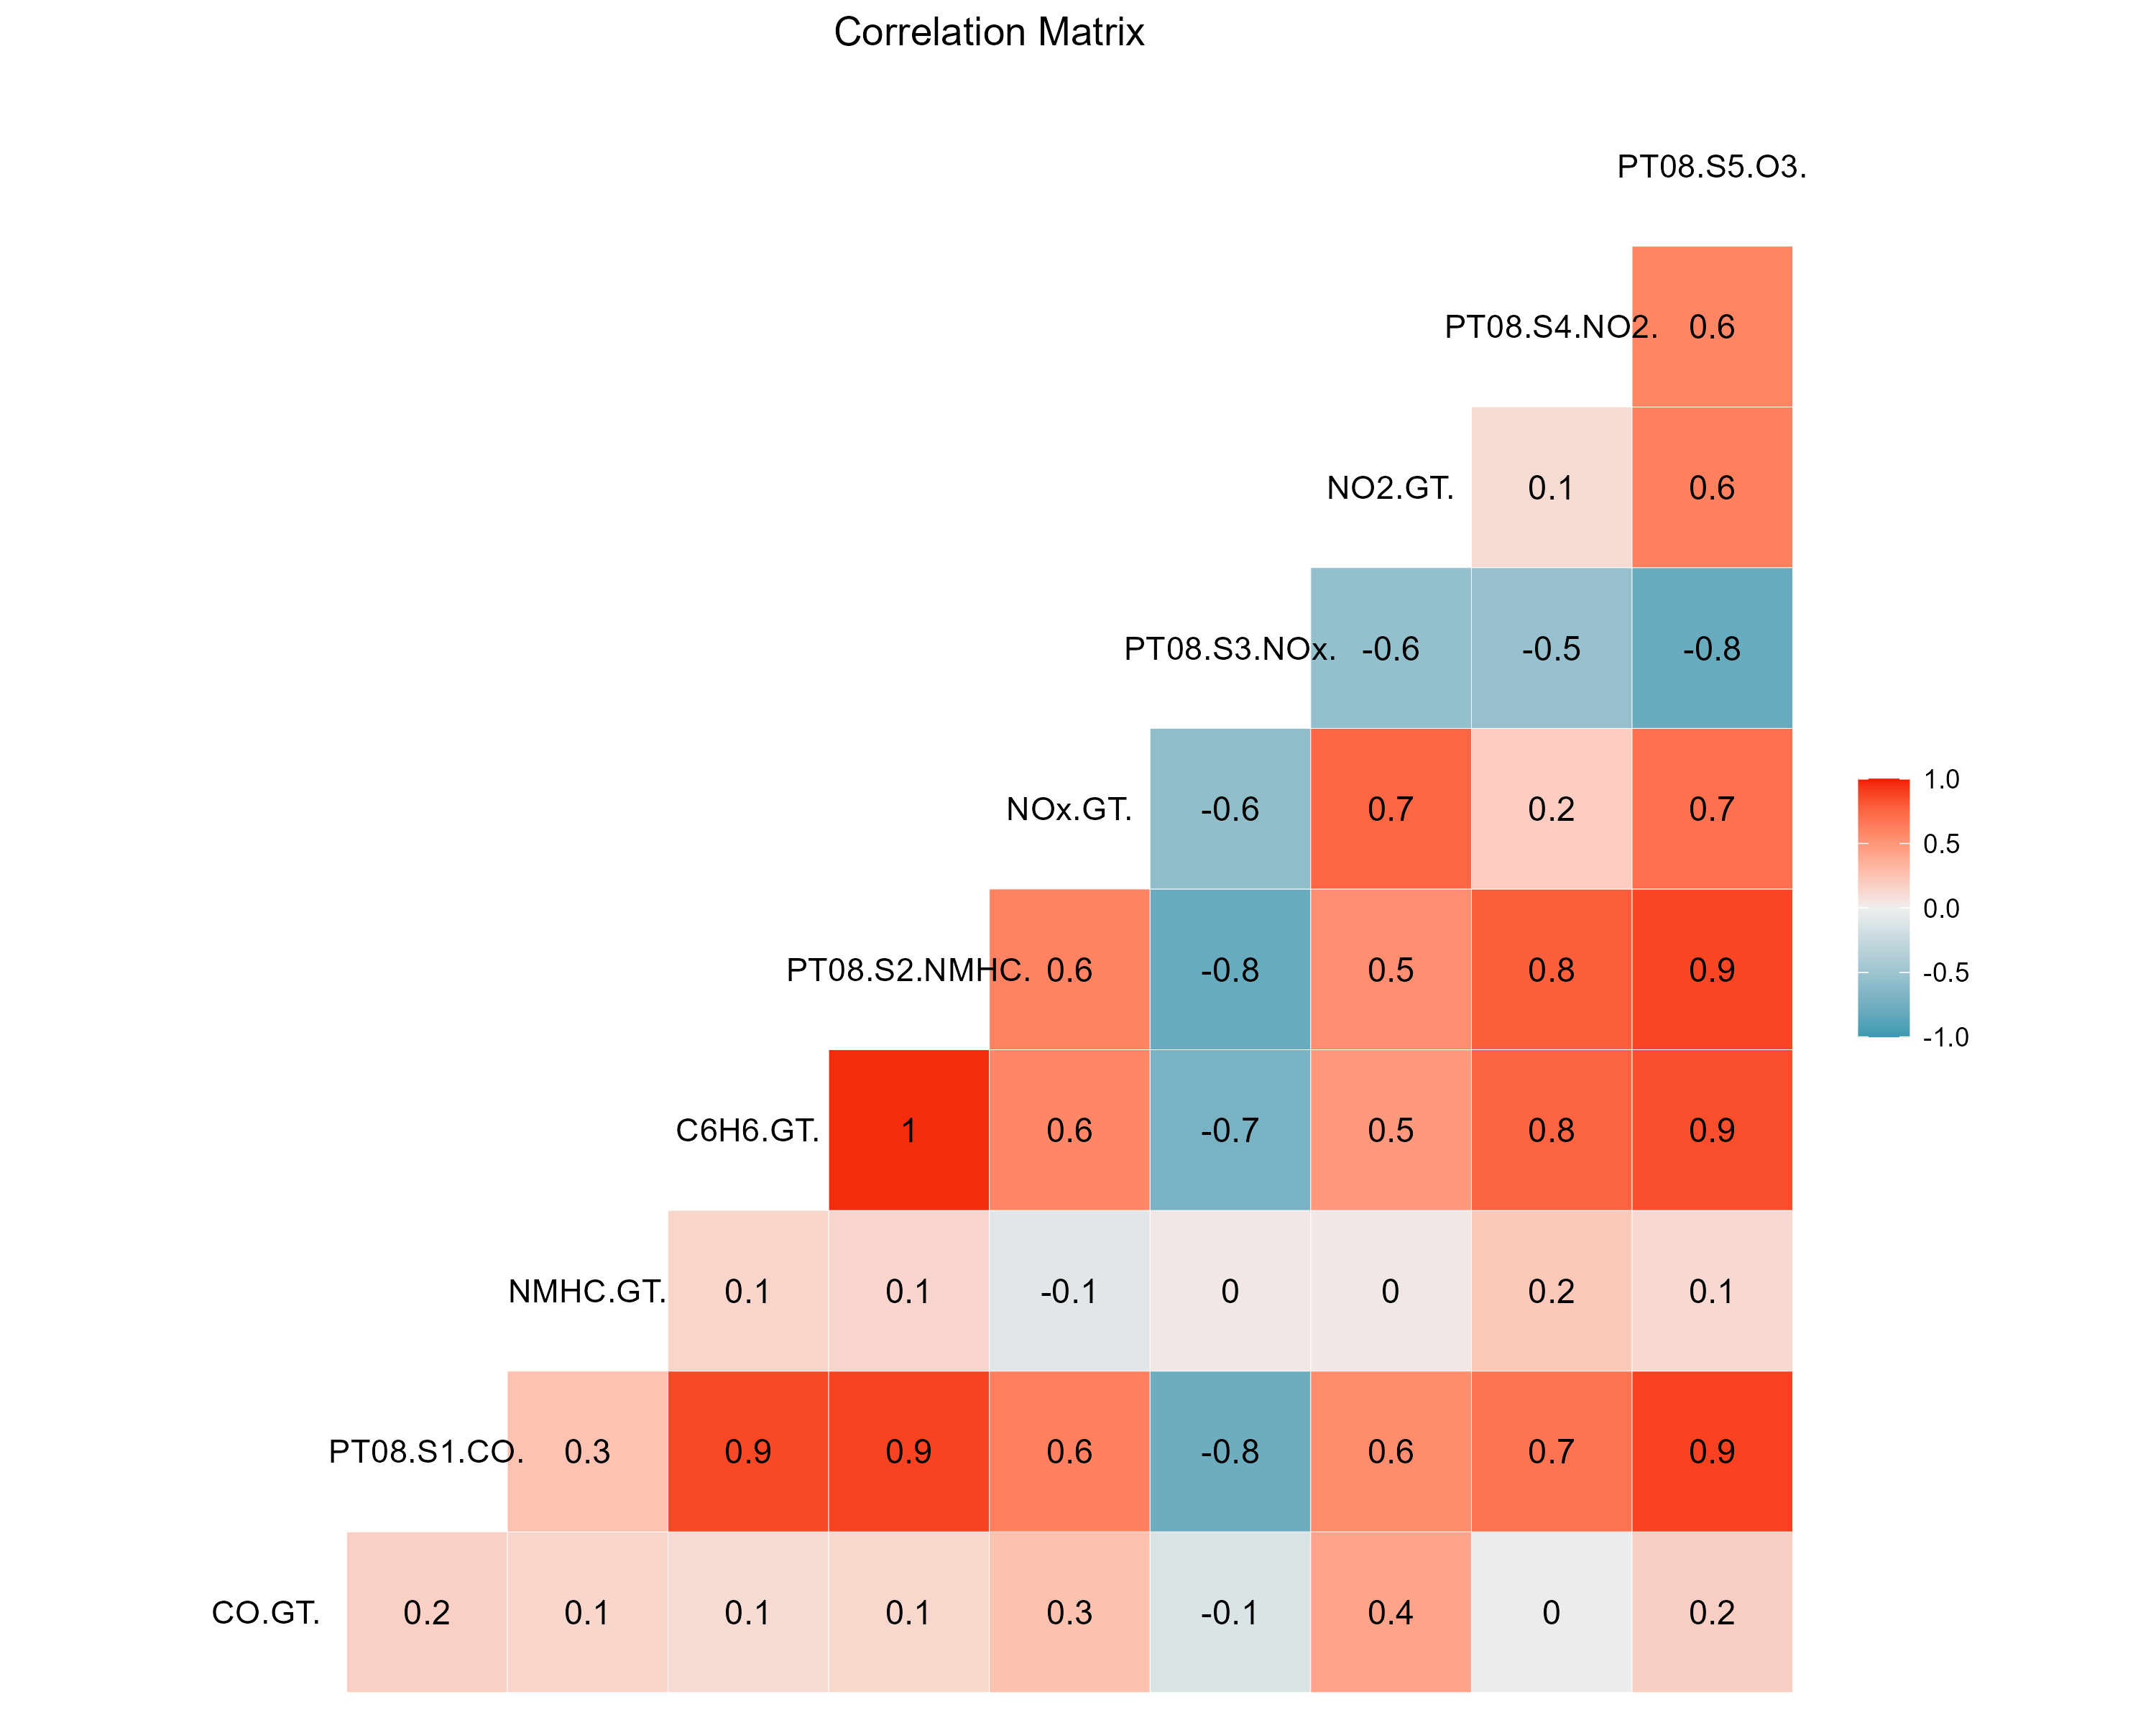 Correlation Matrix
PT08.S5.O3.
PT08.S4.NO2. 0.6
NO2.GT. 0.1 0.6
PT08.S3.NOx. -0.6 -0.5 -0.8
NOx.GT. -0.6 0.7 0.2 0.7
PT08.S2.NMHC. 0.6 -0.8 0.5 0.8 0.9
C6H6.GT. 1 0.6 -0.7 0.5 0.8 0.9
NMHC.GT. 0.1 0.1 -0.1 0 0 0.2 0.1
PT08.S1.CO. 0.3 0.9 0.9 0.6 -0.8 0.6 0.7 0.9
CO.GT. 0.2 0.1 0.1 0.1 0.3 -0.1 0.4 0 0.2
1.0
0.5
0.0
-0.5
-1.0